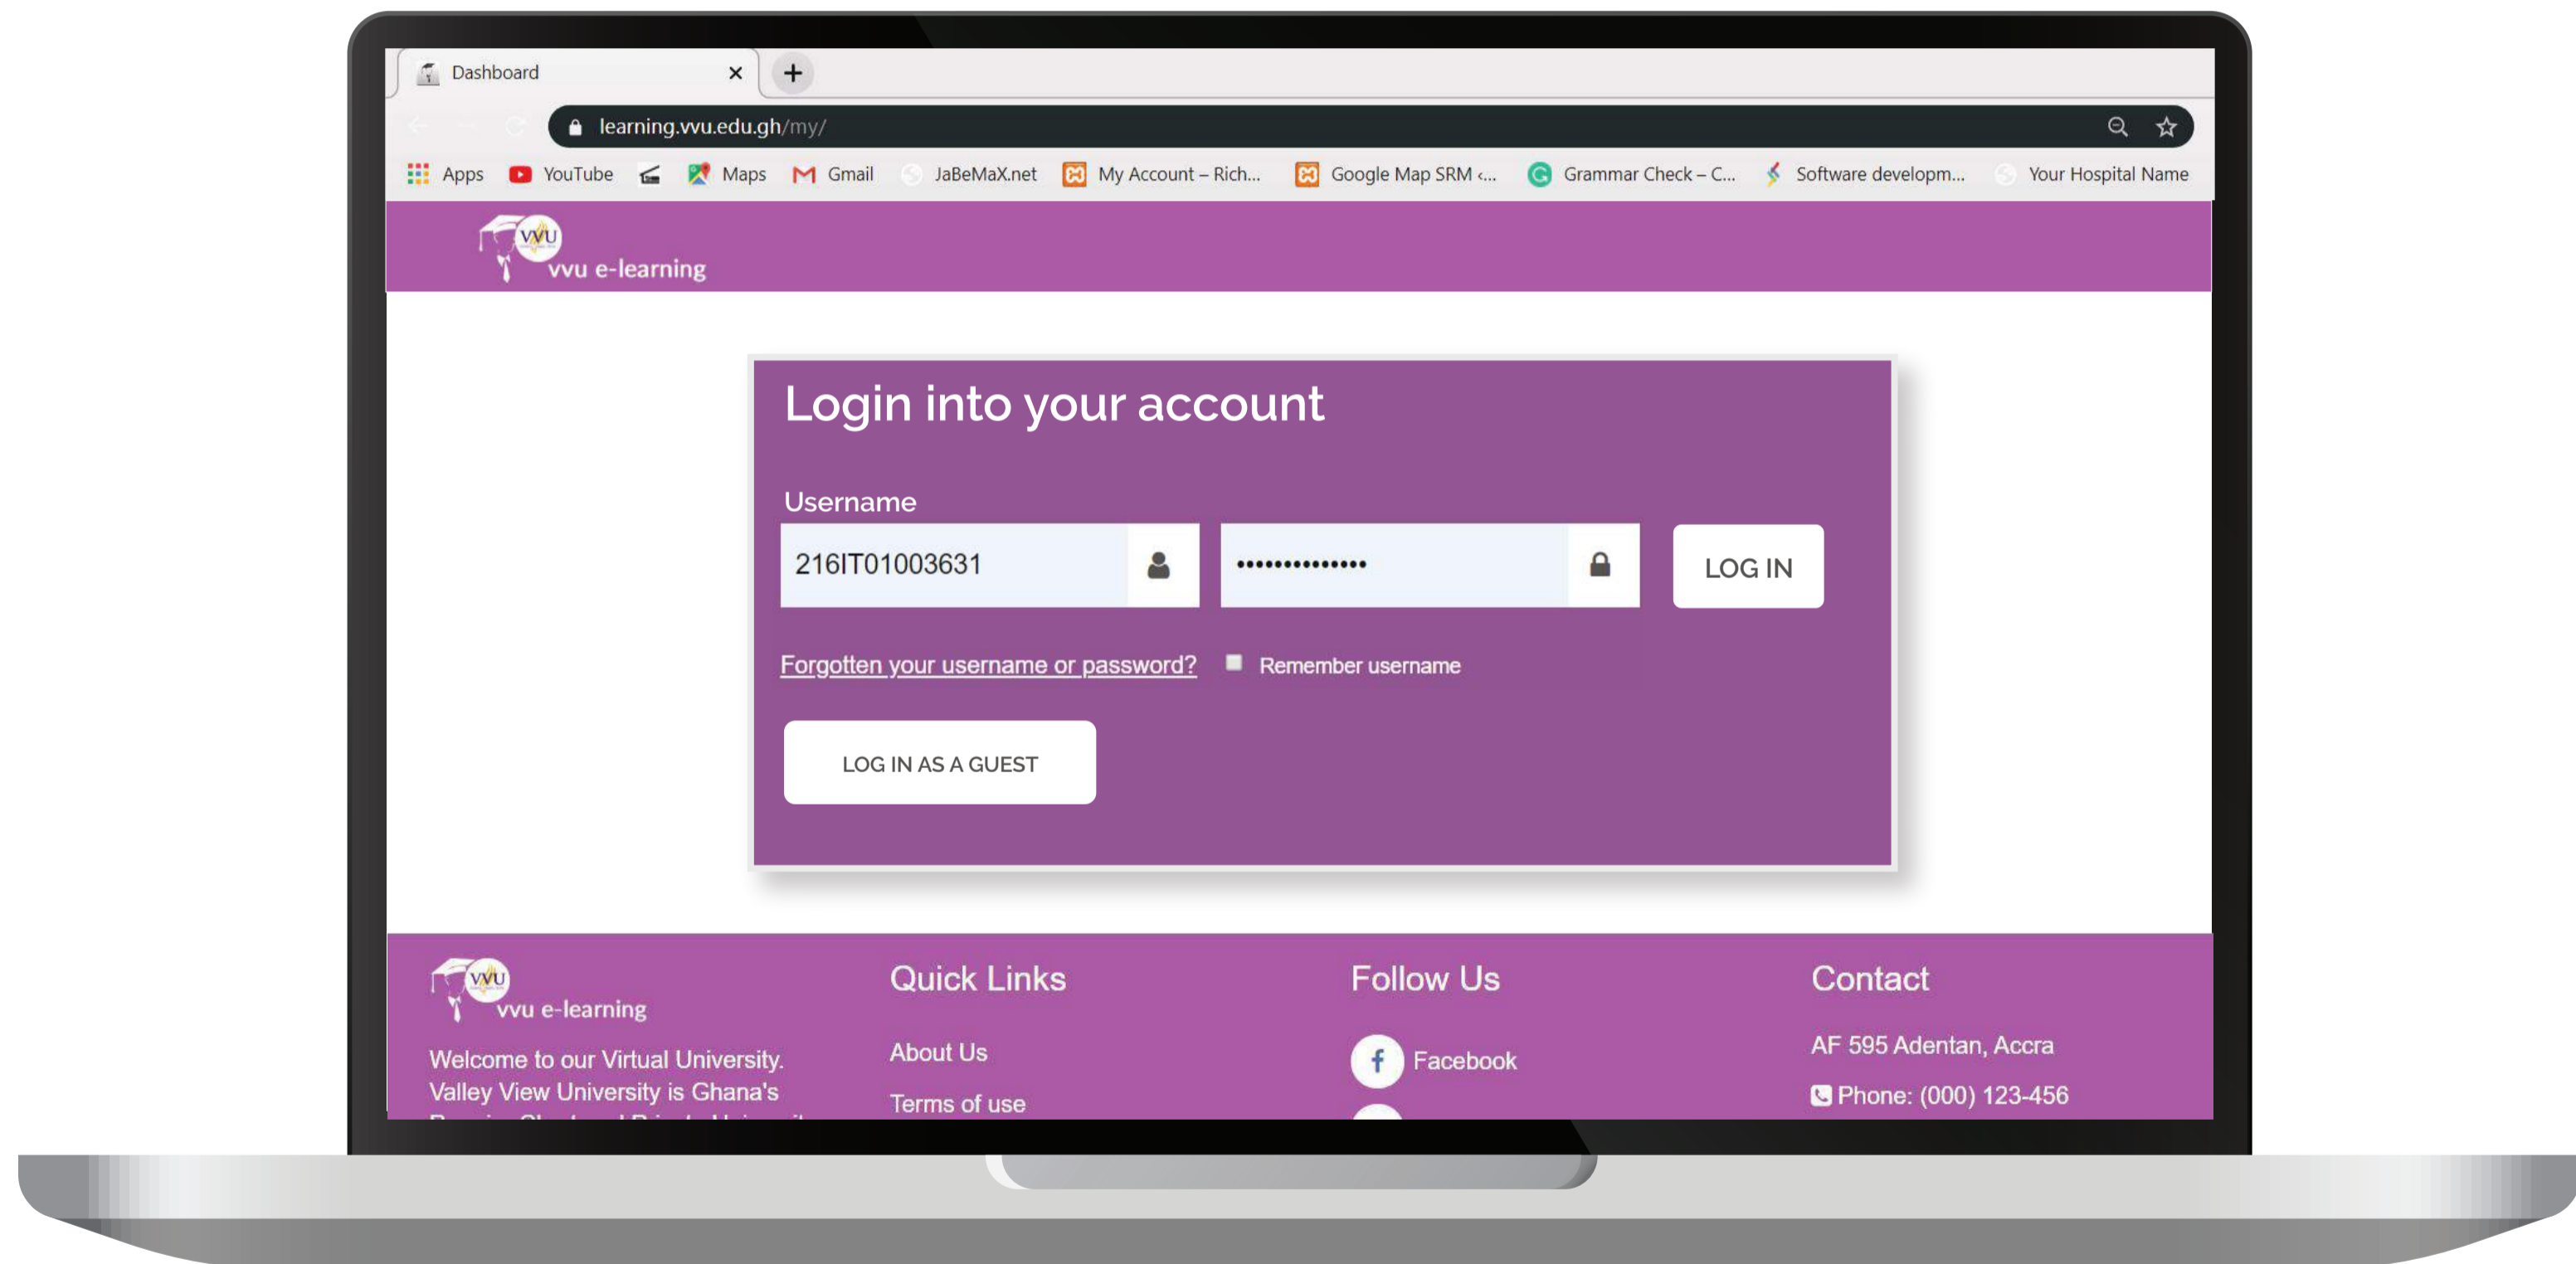 Dashboard
learning.vvu.edu.gh/my/
Apps YouTube Maps Gmail JaBeMaX.net My Account – Rich... Google Map SRM ‹... Grammar Check – C... Software developm... Your Hospital Name
VVU
vvu e-learning
Login into your account
Username
216IT01003631 ••••••••••••••
LOG IN
Forgotten your username or password? Remember username
LOG IN AS A GUEST
VVU
vvu e-learning
Welcome to our Virtual University.
Valley View University is Ghana's
Quick Links
About Us
Terms of use
Follow Us
Facebook
Contact
AF 595 Adentan, Accra
Phone: (000) 123-456